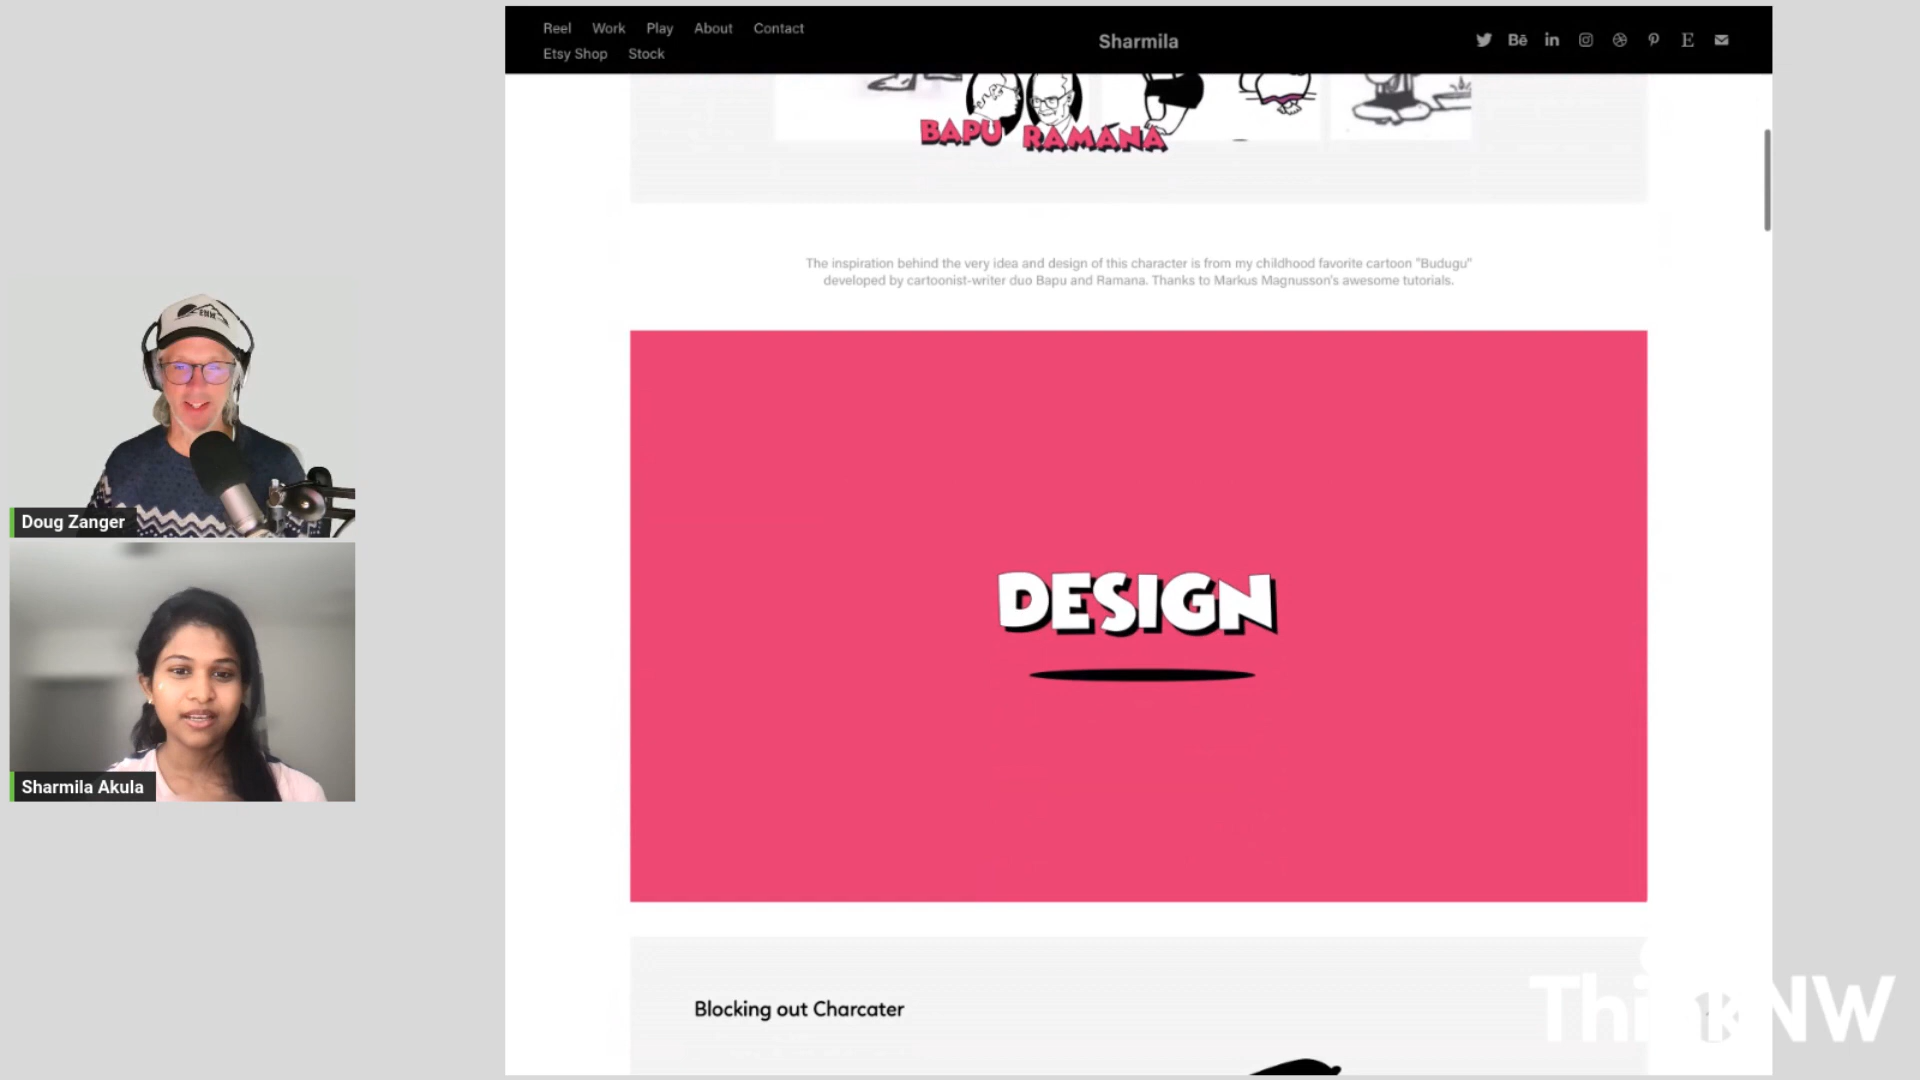 Reel Work Play About Contact
Etsy Shop Stock
Sharmila
BAPU RAMANA
The inspiration behind the very idea and design of this character is from my childhood favorite cartoon "Budugu"
developed by cartoonist-writer duo Bapu and Ramana. Thanks to Markus Magnusson's awesome tutorials.
DESIGN
Blocking out Charcater
Doug Zanger
Sharmila Akula
ThinkNW